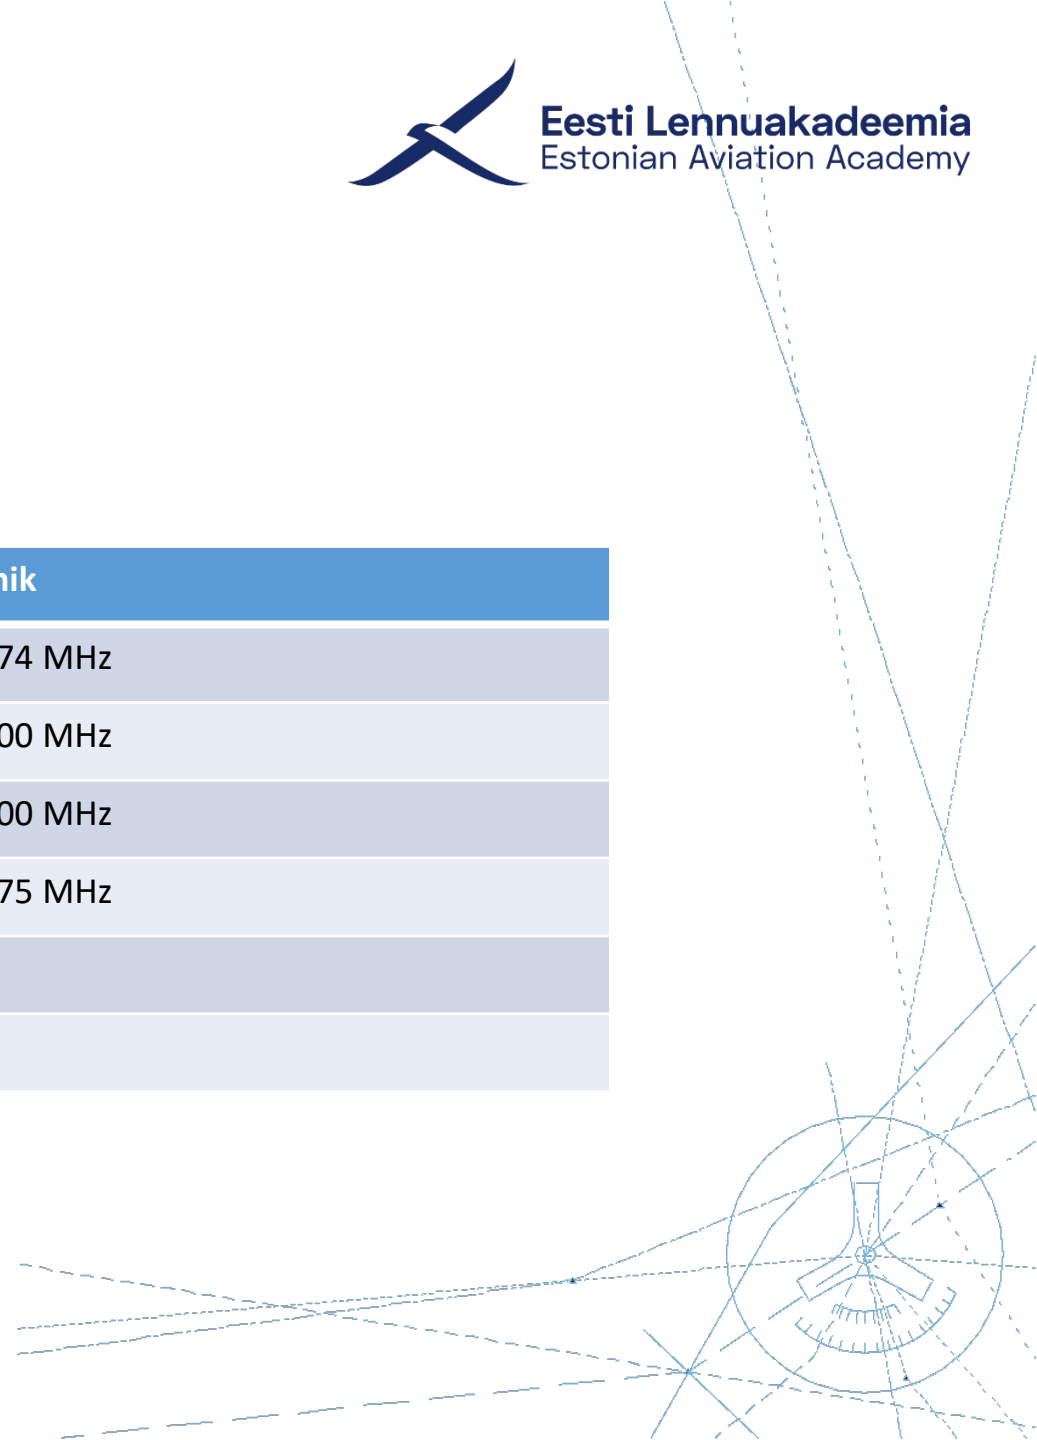 Eesti Lennuakadeemia
Estonian Aviation Academy
nik
74 MHz
00 MHz
00 MHz
75 MHz